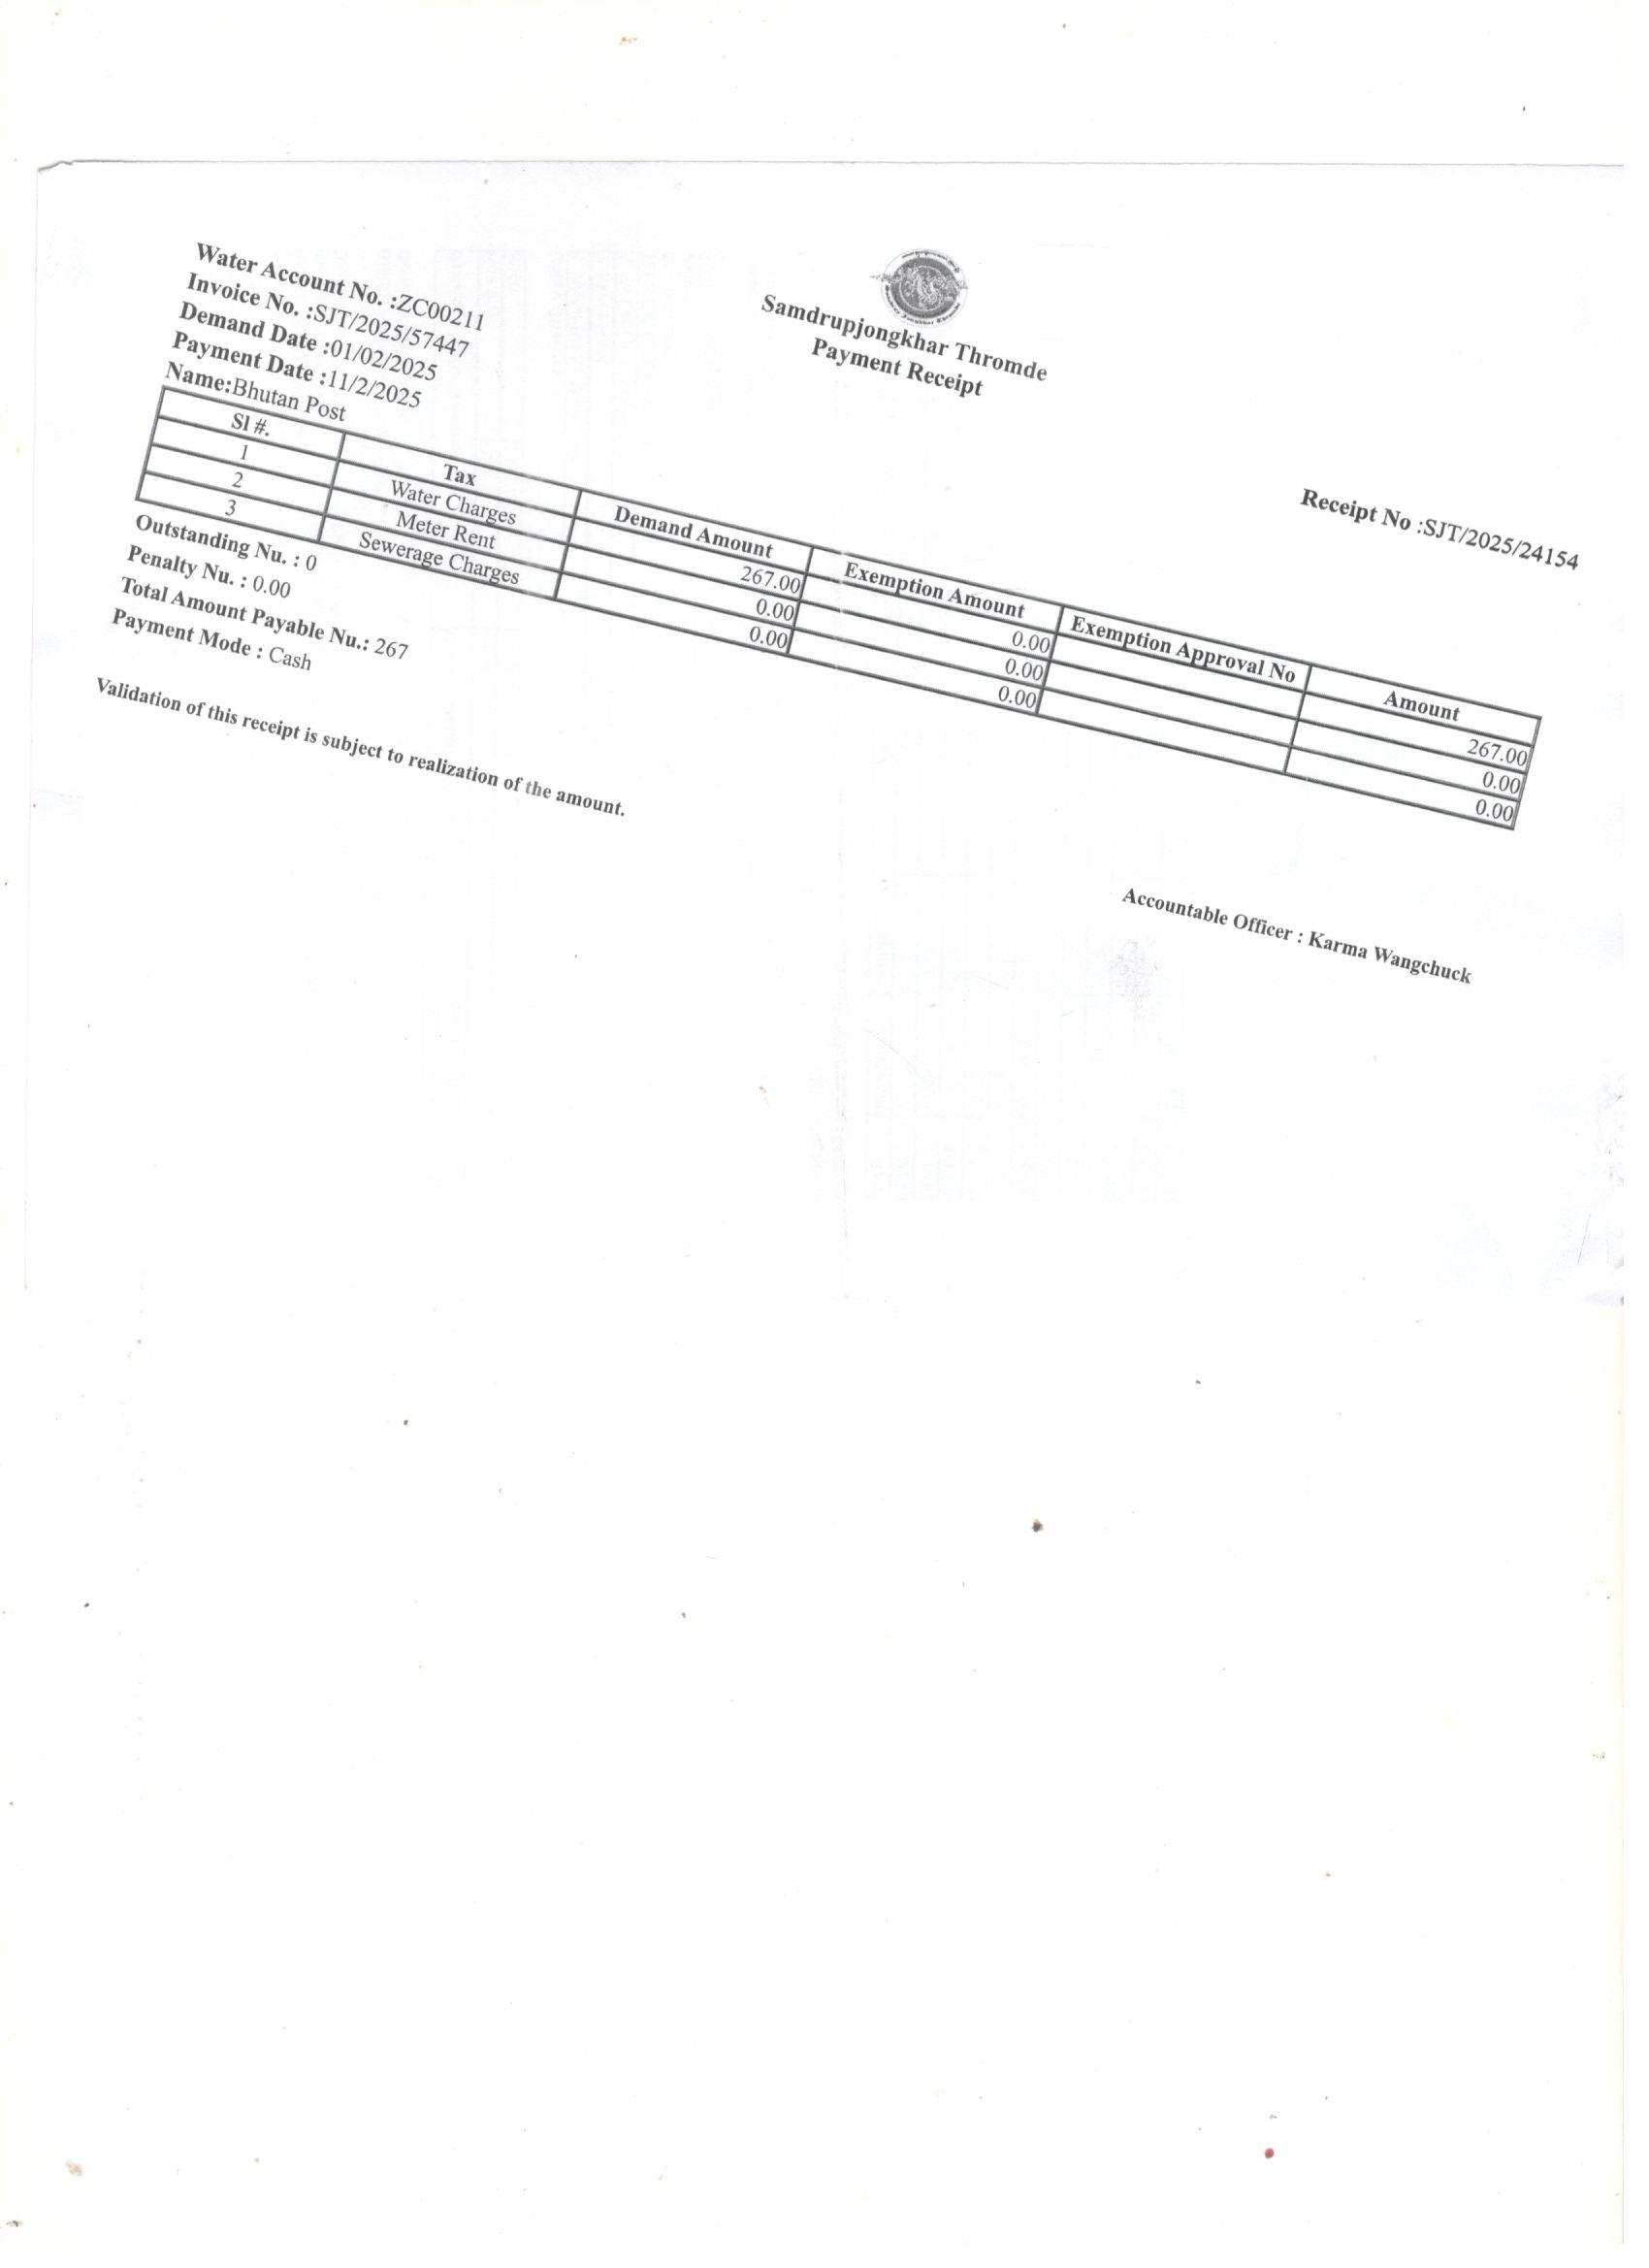 Samdrupjongkhar Thromde
Payment Receipt
Receipt No :SJT/2025/24154
Water Account No. :ZC00211
Invoice No. :SJT/2025/57447
Demand Date :01/02/2025
Payment Date :11/2/2025
Name:Bhutan Post
Sl #. Tax Demand Amount Exemption Amount Exemption Approval No Amount
1 Water Charges 267.00 0.00 267.00
2 Meter Rent 0.00 0.00 0.00
3 Sewerage Charges 0.00 0.00 0.00
Outstanding Nu. : 0
Penalty Nu. : 0.00
Total Amount Payable Nu.: 267
Payment Mode : Cash
Validation of this receipt is subject to realization of the amount.
Accountable Officer : Karma Wangchuck